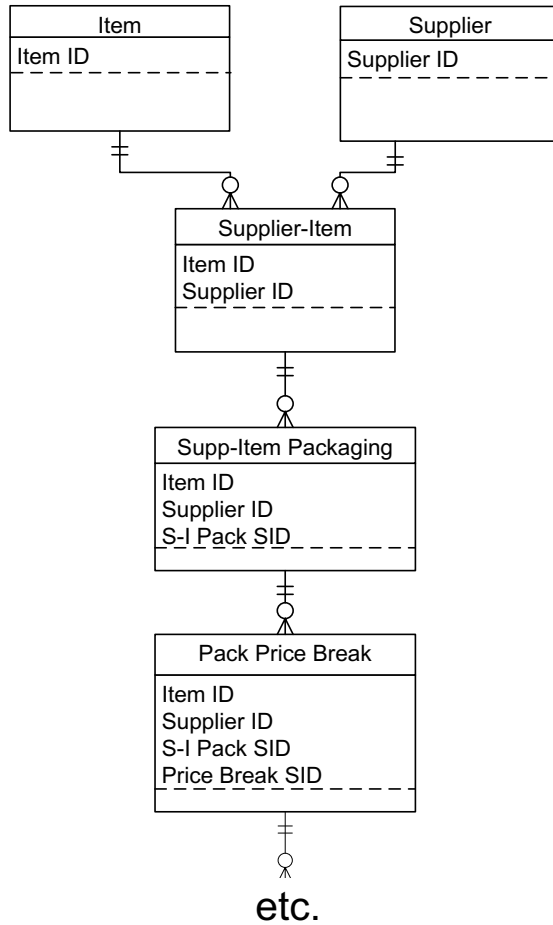 Item
Item ID
Supplier
Supplier ID
Supplier-Item
Item ID
Supplier ID
Supp-Item Packaging
Item ID
Supplier ID
S-I Pack SID
Pack Price Break
Item ID
Supplier ID
S-I Pack SID
Price Break SID
etc.